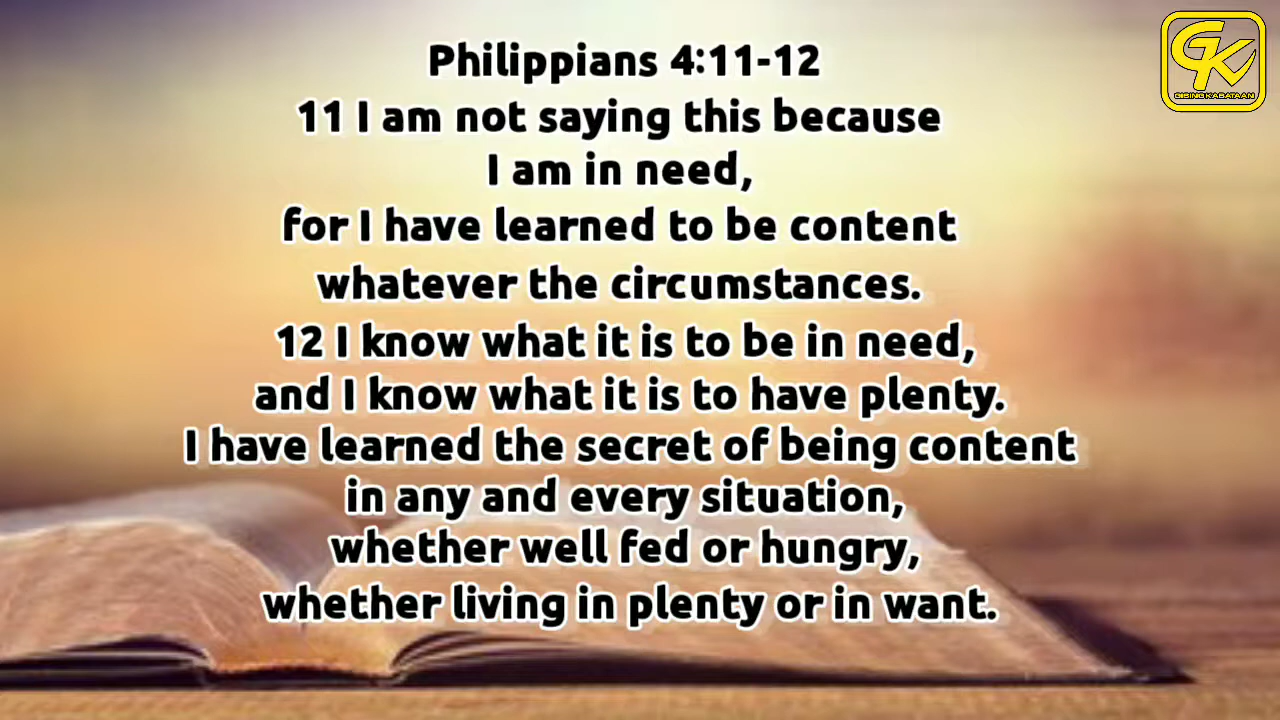 GK
GISING KABATAAN
Philippians 4:11-12
11 I am not saying this because
I am in need,
for I have learned to be content
whatever the circumstances.
12 I know what it is to be in need,
and I know what it is to have plenty.
I have learned the secret of being content
in any and every situation,
whether well fed or hungry,
whether living in plenty or in want.